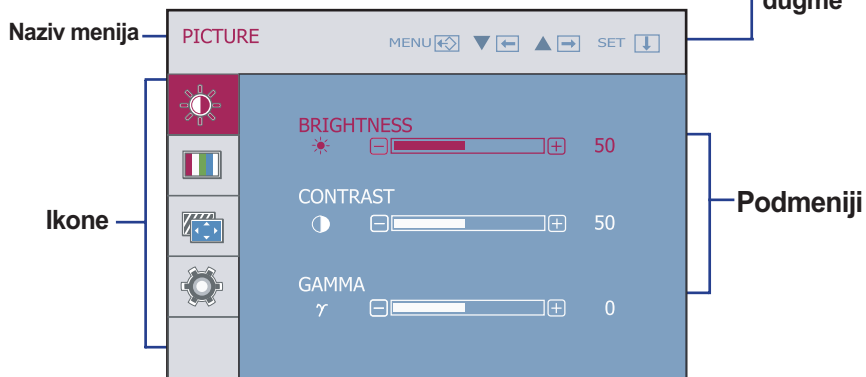 dugme
Naziv menija
PICTURE MENU ▼ ▲ SET
BRIGHTNESS
50
CONTRAST
50
Ikone
Podmeniji
GAMMA
γ 0